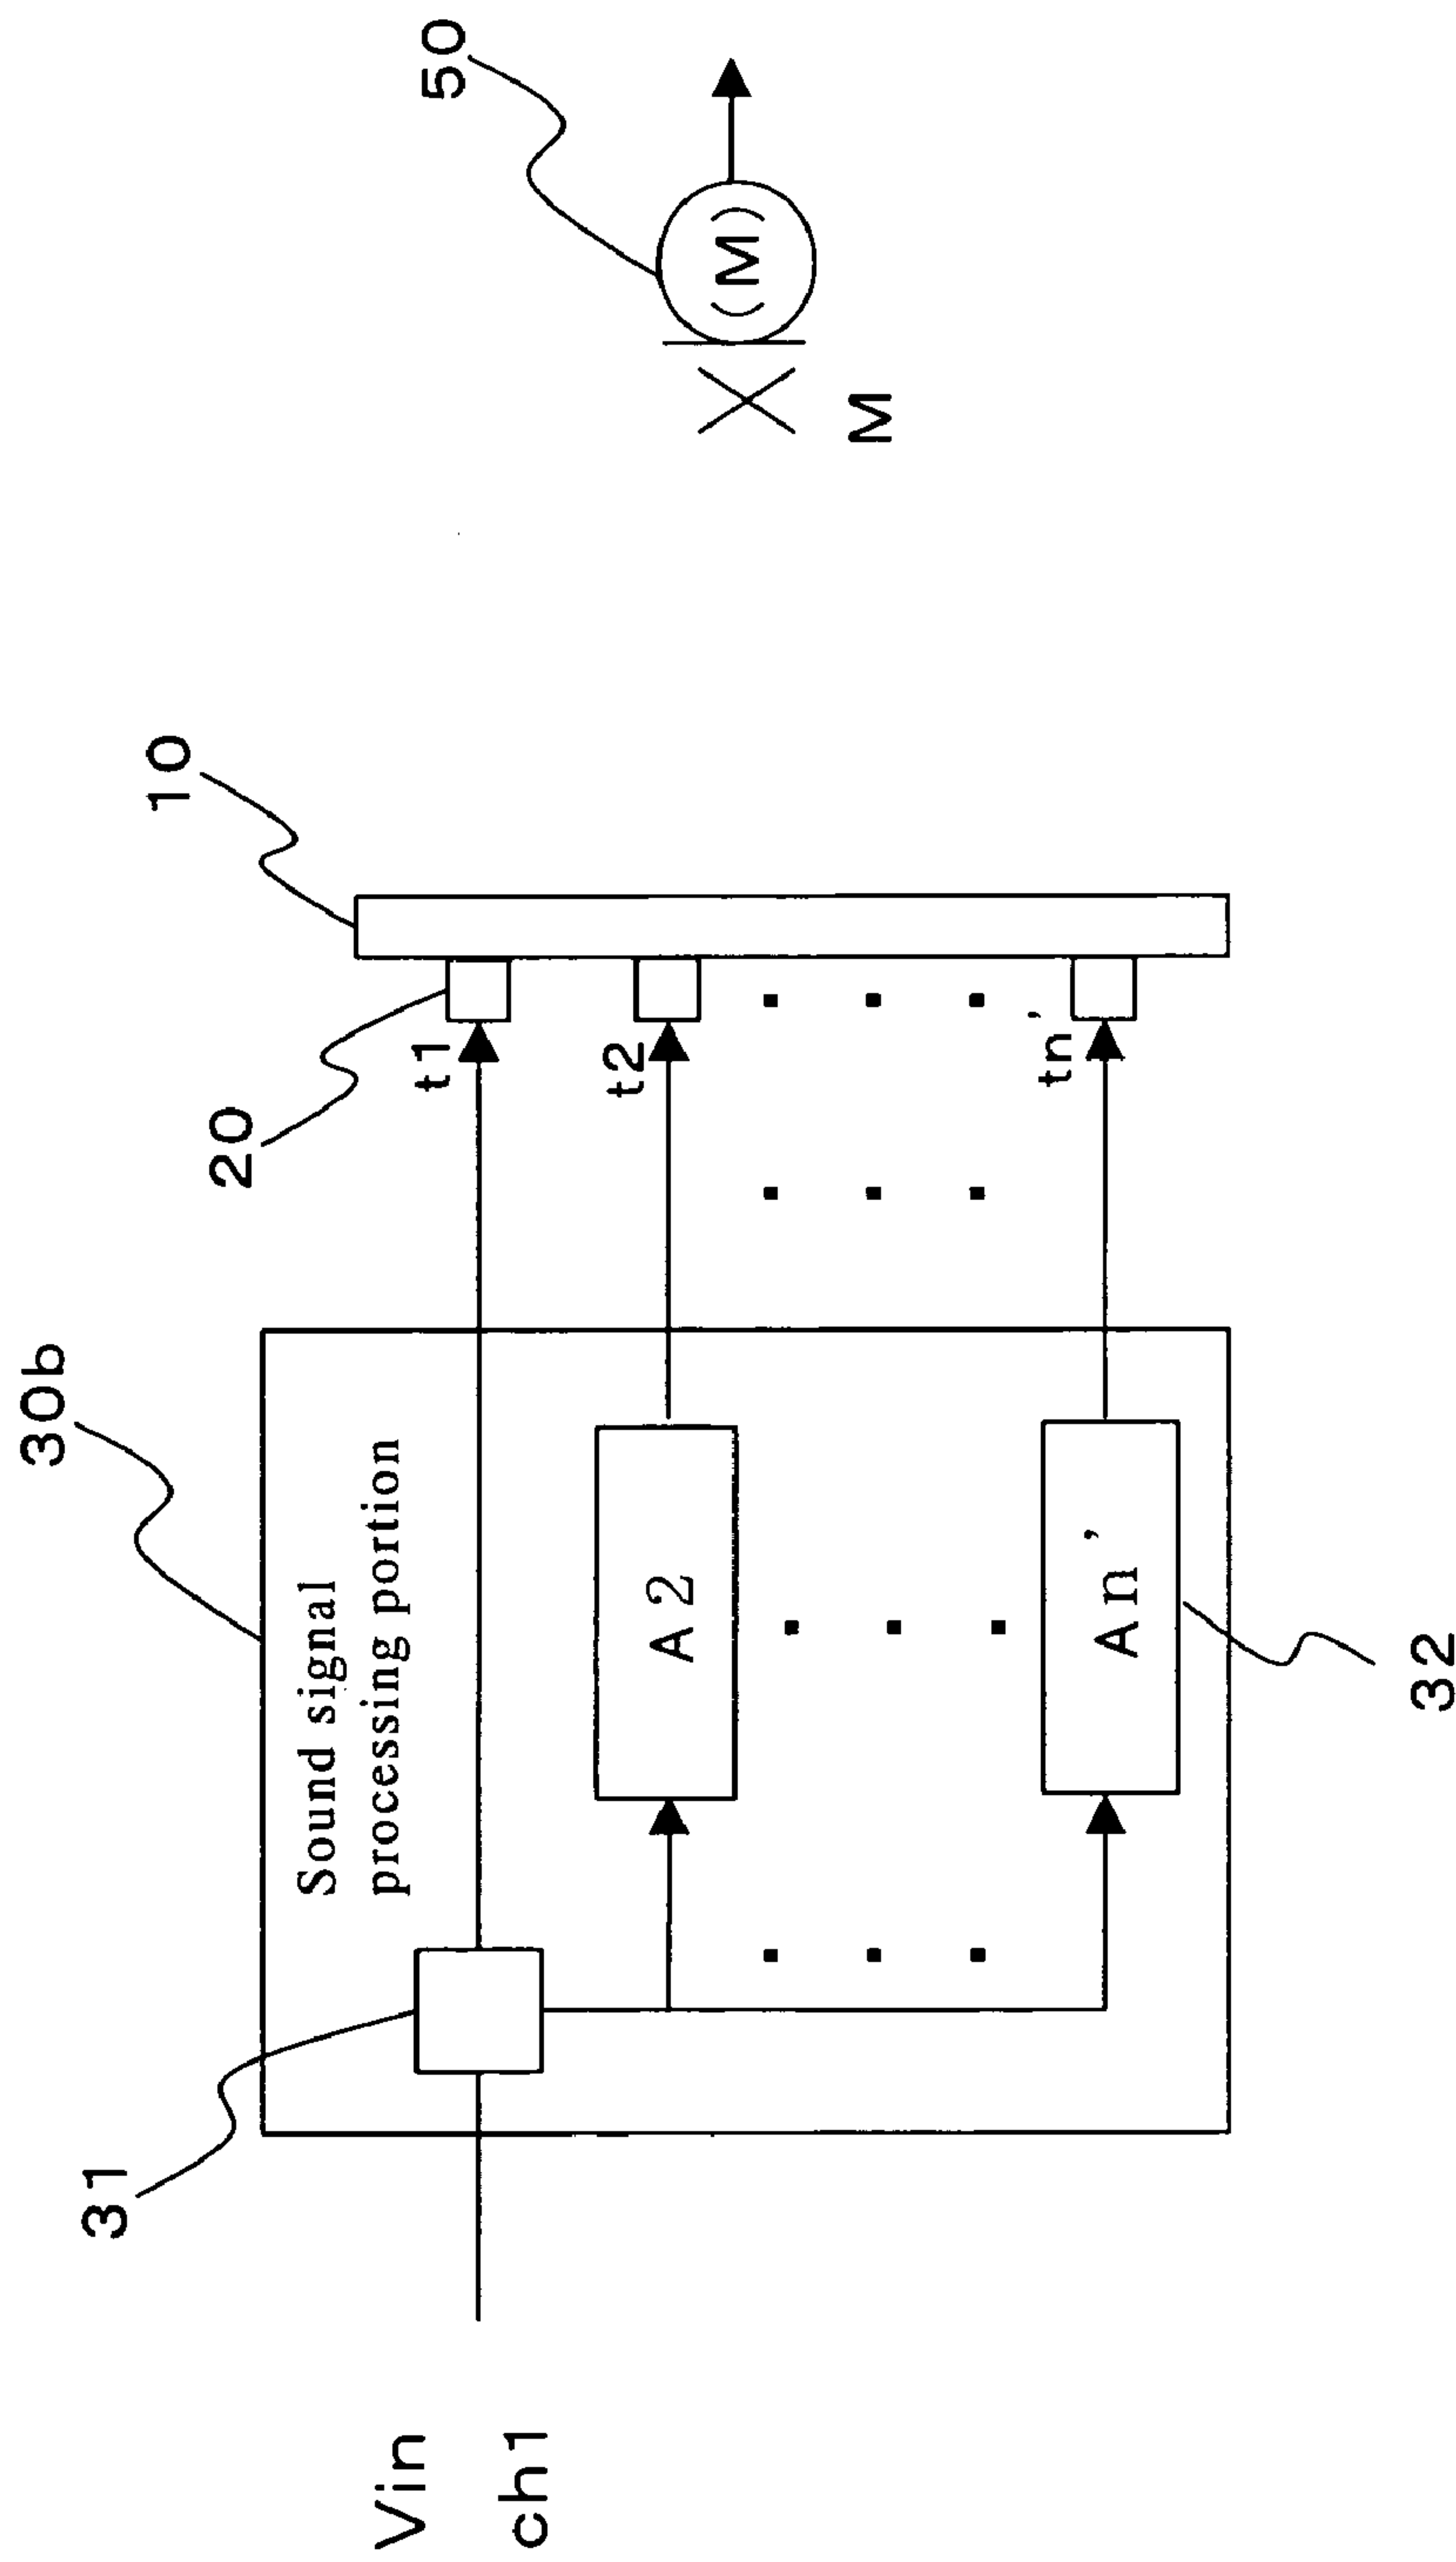 30b
31
Sound signal
processing portion
20
10
50
Vin
ch1
t1
t2
tn'
A2
An'
32
(M)
M